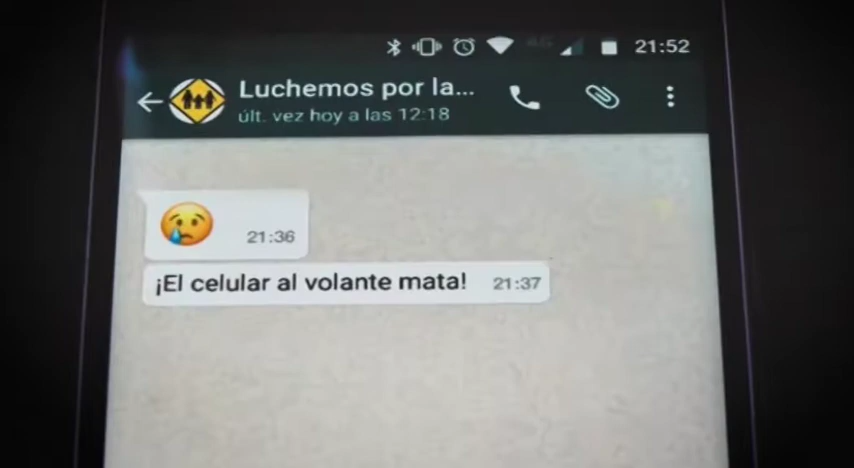 21:52
Luchemos por la...
últ. vez hoy a las 12:18
21:36
¡El celular al volante mata! 21:37